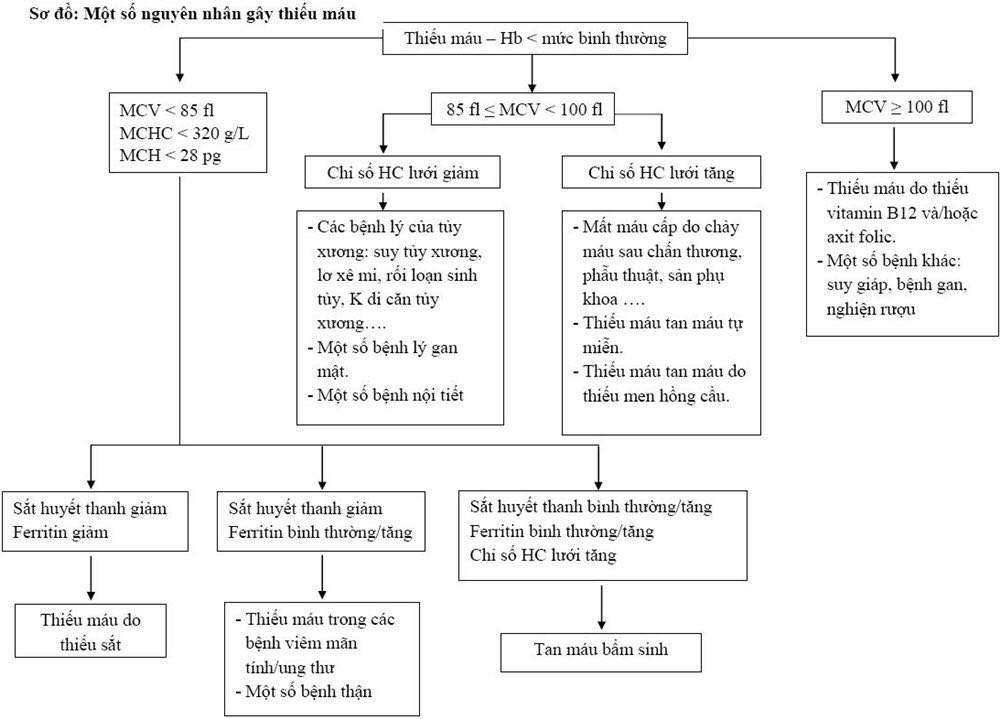 Sơ đồ: Một số nguyên nhân gây thiếu máu
Thiếu máu – Hb < mức bình thường
MCV < 85 fl
MCHC < 320 g/L
MCH < 28 pg
85 fl ≤ MCV < 100 fl
MCV ≥ 100 fl
Chỉ số HC lưới giảm
Chỉ số HC lưới tăng
- Các bệnh lý của tủy
xương: suy tủy xương,
lơ xê mi, rối loạn sinh
tủy, K di căn tủy
xương….
- Một số bệnh lý gan
mật.
- Một số bệnh nội tiết
- Mất máu cấp do chảy
máu sau chấn thương,
phẫu thuật, sản phụ
khoa ….
- Thiếu máu tan máu tự
miễn.
- Thiếu máu tan máu do
thiếu men hồng cầu.
- Thiếu máu do thiếu
vitamin B12 và/hoặc
axit folic.
- Một số bệnh khác:
suy giáp, bệnh gan,
nghiện rượu
Sắt huyết thanh giảm
Ferritin giảm
Sắt huyết thanh giảm
Ferritin bình thường/tăng
Sắt huyết thanh bình thường/tăng
Ferritin bình thường/tăng
Chỉ số HC lưới tăng
Thiếu máu do
thiếu sắt
- Thiếu máu trong các
bệnh viêm mãn
tính/ung thư
- Một số bệnh thận
Tan máu bẩm sinh